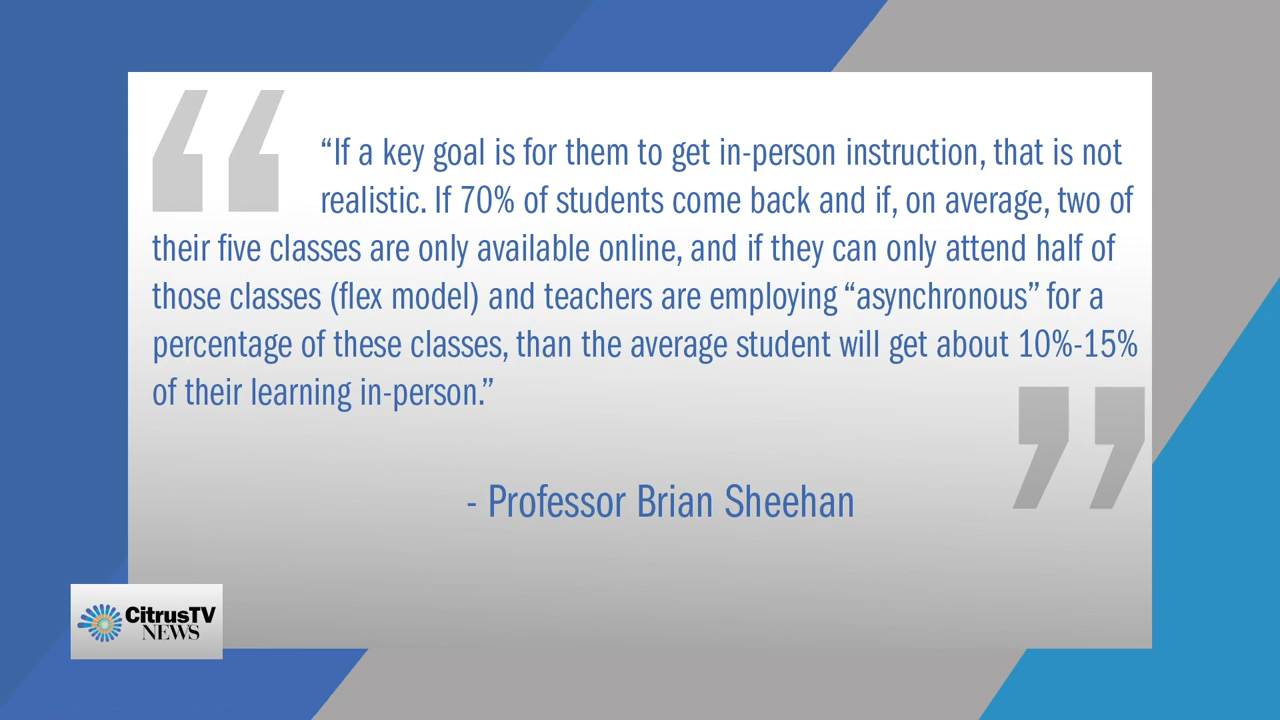 “If a key goal is for them to get in-person instruction, that is not
realistic. If 70% of students come back and if, on average, two of
their five classes are only available online, and if they can only attend half of
those classes (flex model) and teachers are employing “asynchronous” for a
percentage of these classes, than the average student will get about 10%-15%
of their learning in-person.”
- Professor Brian Sheehan
CitrusTV
NEWS